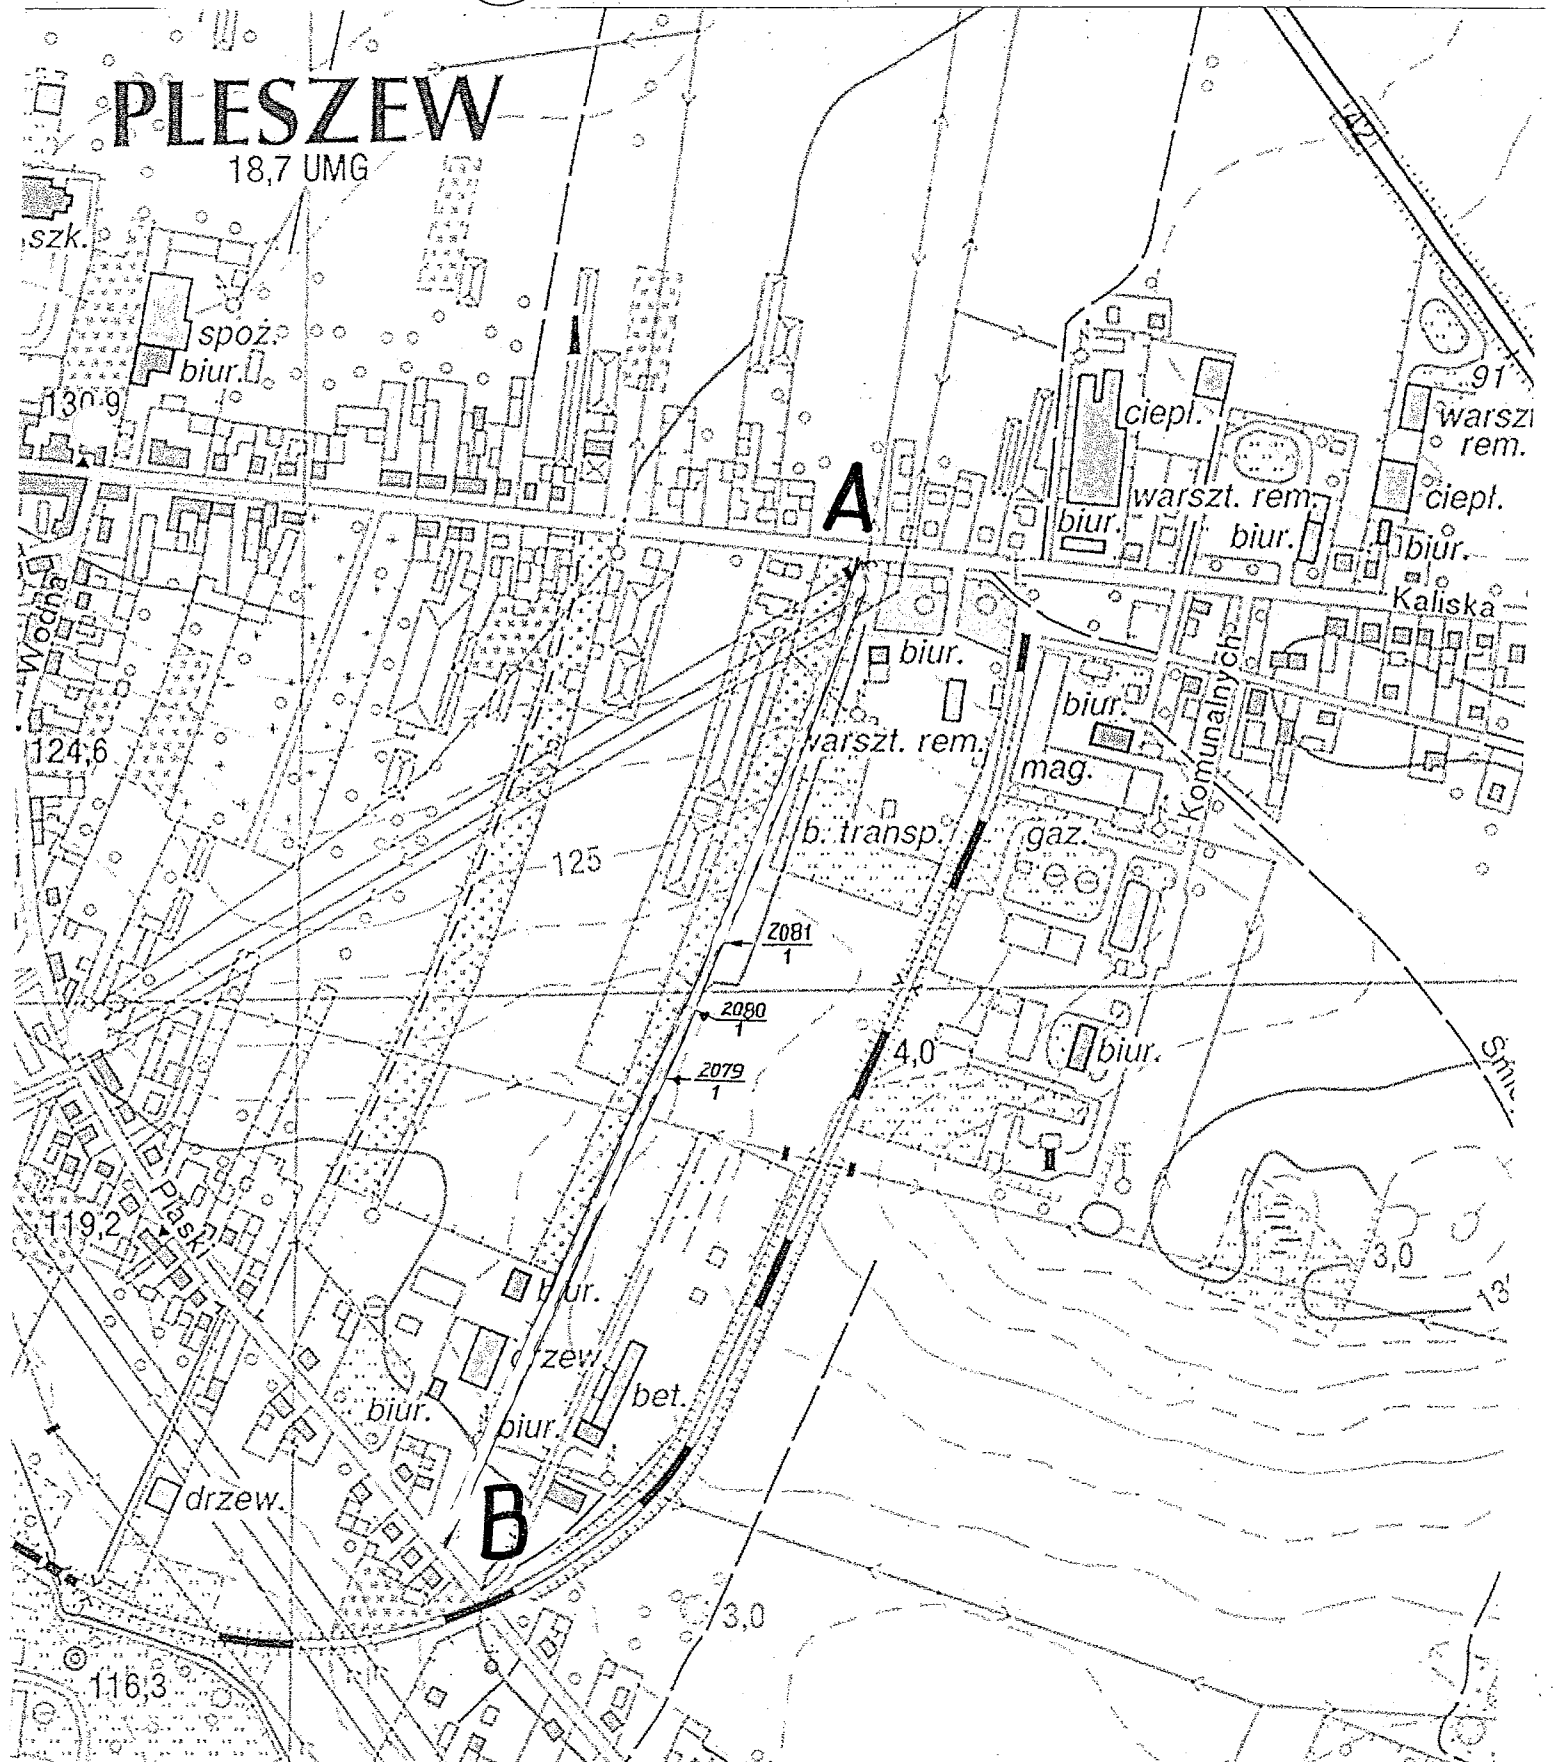 PLESZEW
18,7 UMG
szk.
spoż.
biur.
130,9
A
ciepl.
warszt. rem.
biur.
biur.
91
warszt
rem.
ciepl.
biur.
Kaliska
Wodna
124,6
biur.
warszt. rem.
b. transp.
biur.
mag.
gaz.
Komunalnych
125
2081
1
2080
1
2079
1
4,0
biur.
Piaski
119,2
biur.
drzew.
bet.
biur.
biur.
drzew.
B
3,0
3,0
116,3